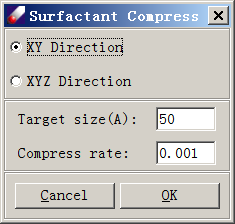 Surfactant Compress
XY Direction
XYZ Direction
Target size(A): 50
Compress rate: 0.001
Cancel OK